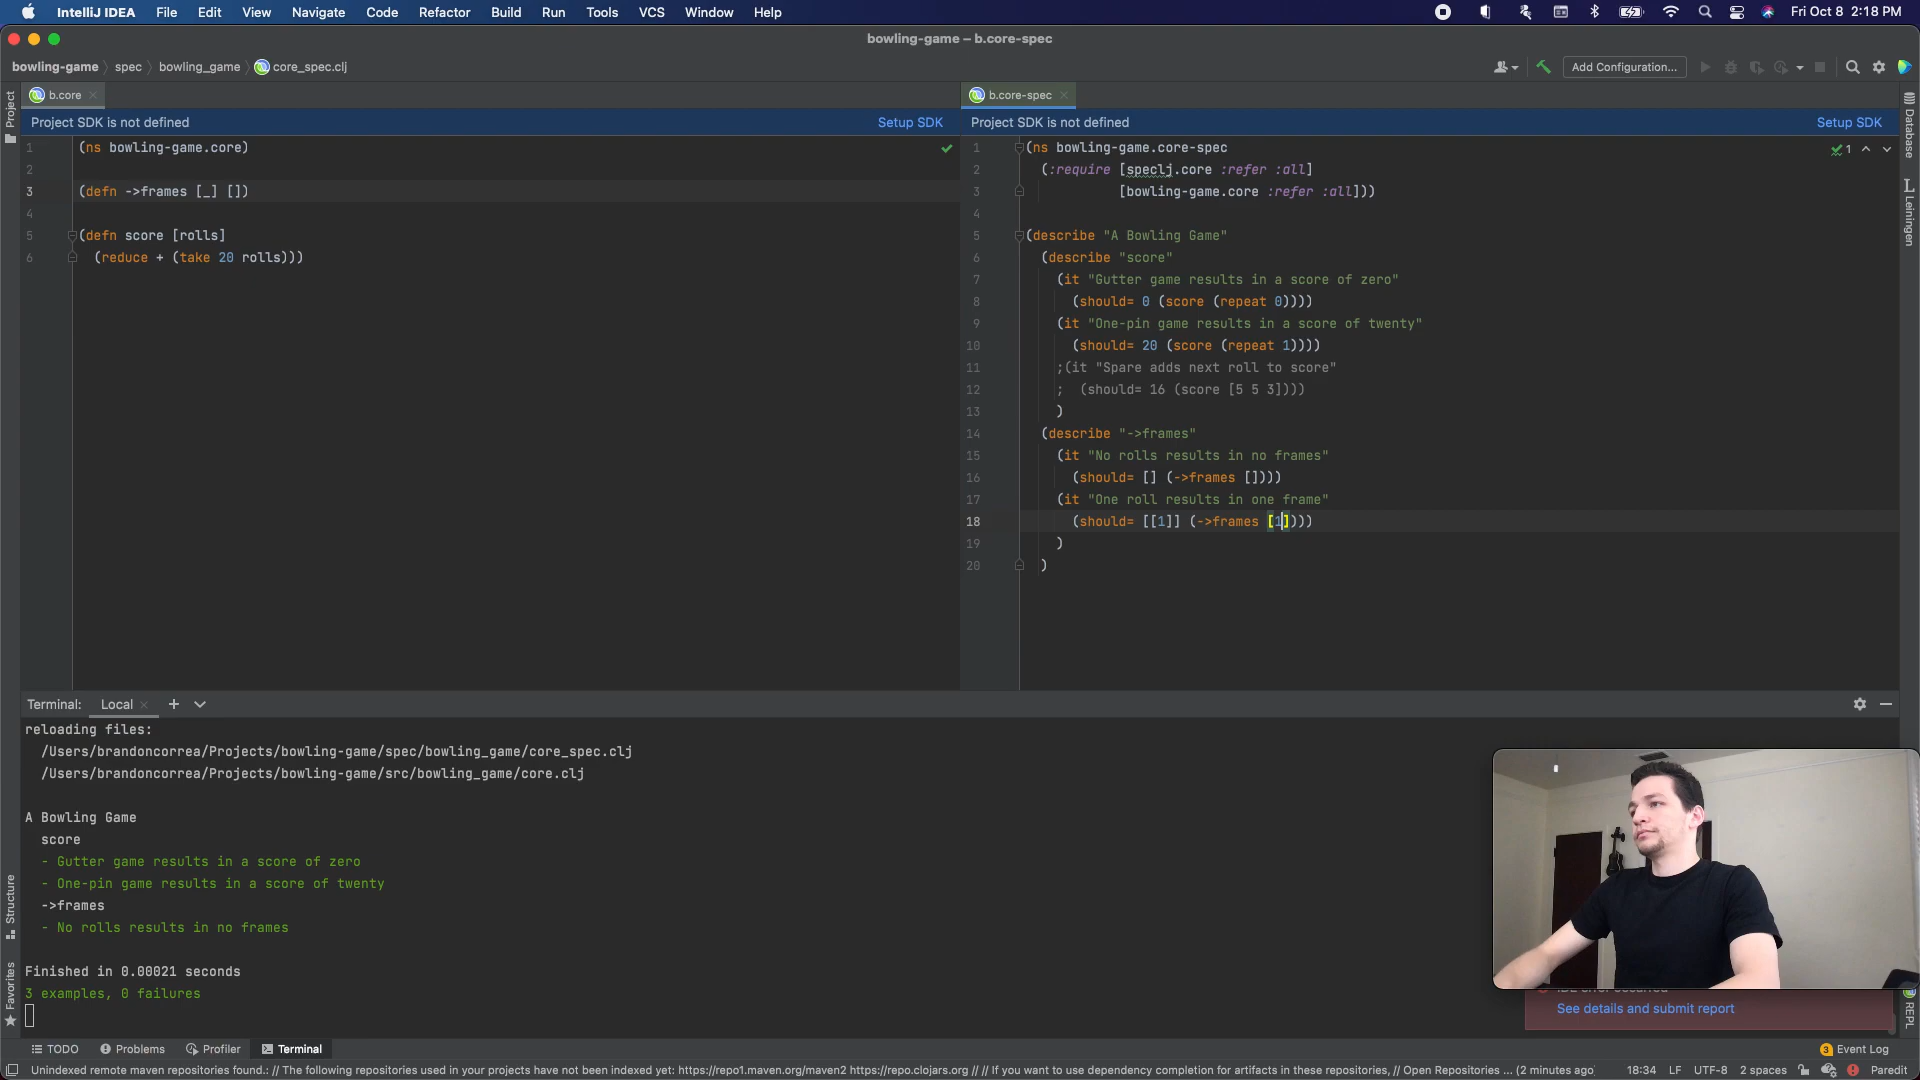 IntelliJ IDEA File Edit View Navigate Code Refactor Build Run Tools VCS Window Help Fri Oct 8 2:18 PM
bowling-game – b.core-spec
bowling-game spec bowling_game core_spec.clj Add Configuration...
Project
b.core
Project SDK is not defined Setup SDK
1 (ns bowling-game.core)
2
3 (defn ->frames [_] [])
4
5 (defn score [rolls]
6 (reduce + (take 20 rolls)))
b.core-spec
Project SDK is not defined Setup SDK
1 (ns bowling-game.core-spec
2 (:require [speclj.core :refer :all]
3 [bowling-game.core :refer :all]))
4
5 (describe "A Bowling Game"
6 (describe "score"
7 (it "Gutter game results in a score of zero"
8 (should= 0 (score (repeat 0))))
9 (it "One-pin game results in a score of twenty"
10 (should= 20 (score (repeat 1))))
11 ;(it "Spare adds next roll to score"
12 ;  (should= 16 (score [5 5 3])))
13 )
14 (describe "->frames"
15 (it "No rolls results in no frames"
16 (should= [] (->frames [])))
17 (it "One roll results in one frame"
18 (should= [[1]] (->frames [1])))
19 )
20 )
1
Database
Leiningen
Terminal: Local
reloading files:
/Users/brandoncorrea/Projects/bowling-game/spec/bowling_game/core_spec.clj
/Users/brandoncorrea/Projects/bowling-game/src/bowling_game/core.clj
A Bowling Game
score
- Gutter game results in a score of zero
- One-pin game results in a score of twenty
->frames
- No rolls results in no frames
Finished in 0.00021 seconds
3 examples, 0 failures
Structure
Favorites
See details and submit report
REPL
TODO Problems Profiler Terminal 3 Event Log
Unindexed remote maven repositories found.: // The following repositories used in your projects have not been indexed yet: https://repo1.maven.org/maven2 https://repo.clojars.org // // If you want to use dependency completion for artifacts in these repositories, // Open Repositories ... (2 minutes ago) 18:34 LF UTF-8 2 spaces Paredit